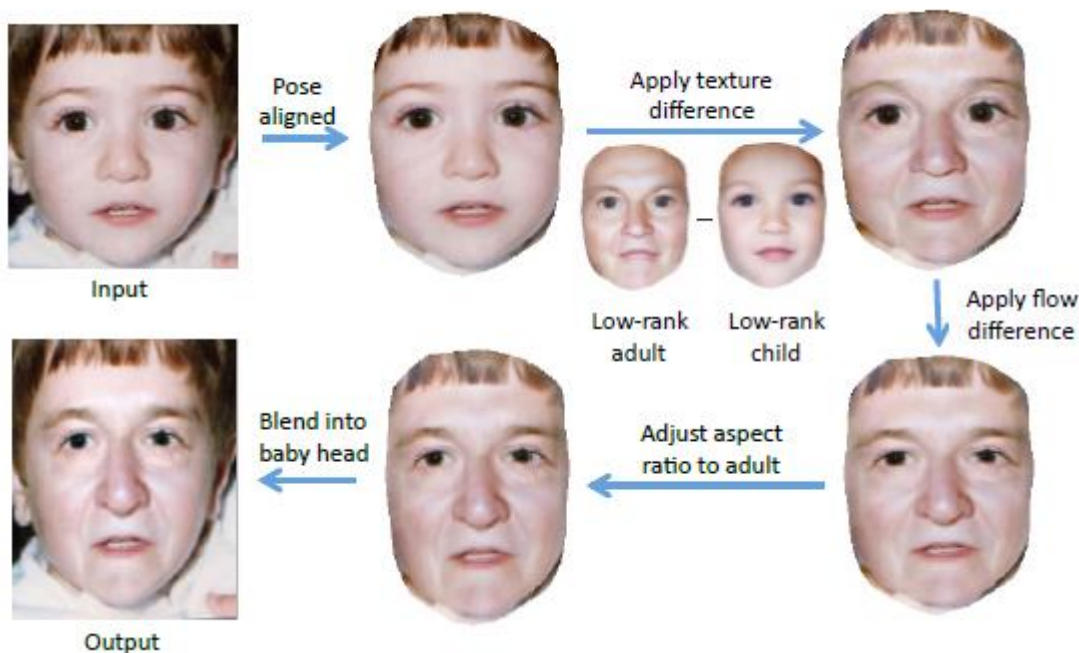 Input
Pose
aligned
Apply texture
difference
–
Low-rank
adult
Low-rank
child
Apply flow
difference
Adjust aspect
ratio to adult
Blend into
baby head
Output